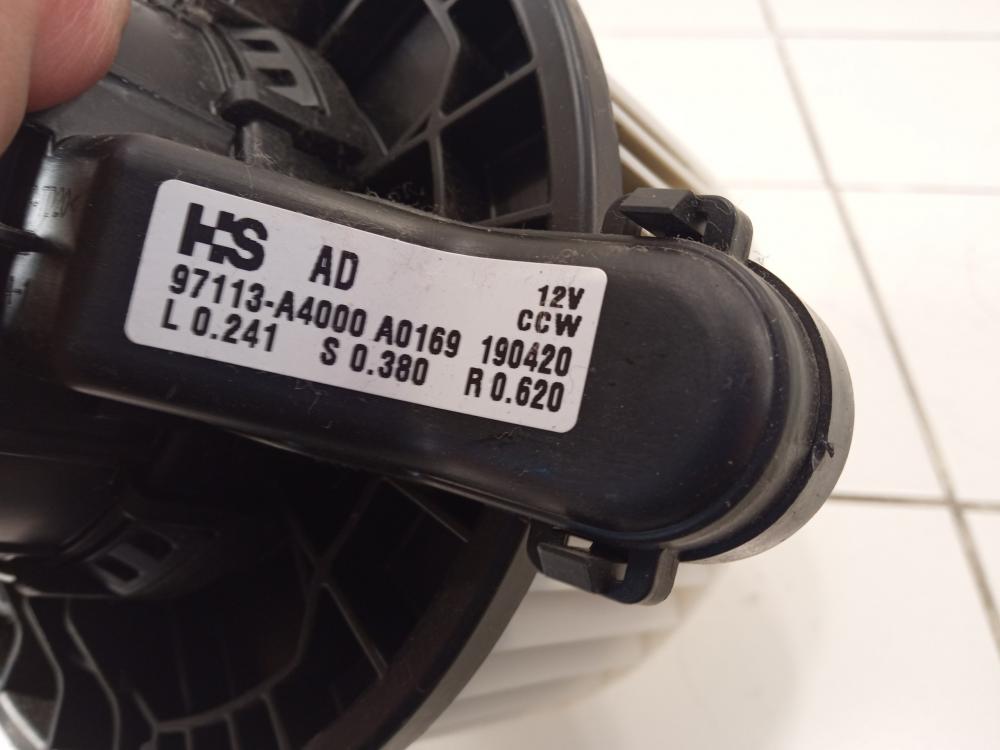 HS AD 12V
97113-A4000 A0169 CCW
L 0.241 S 0.380 190420
R 0.620